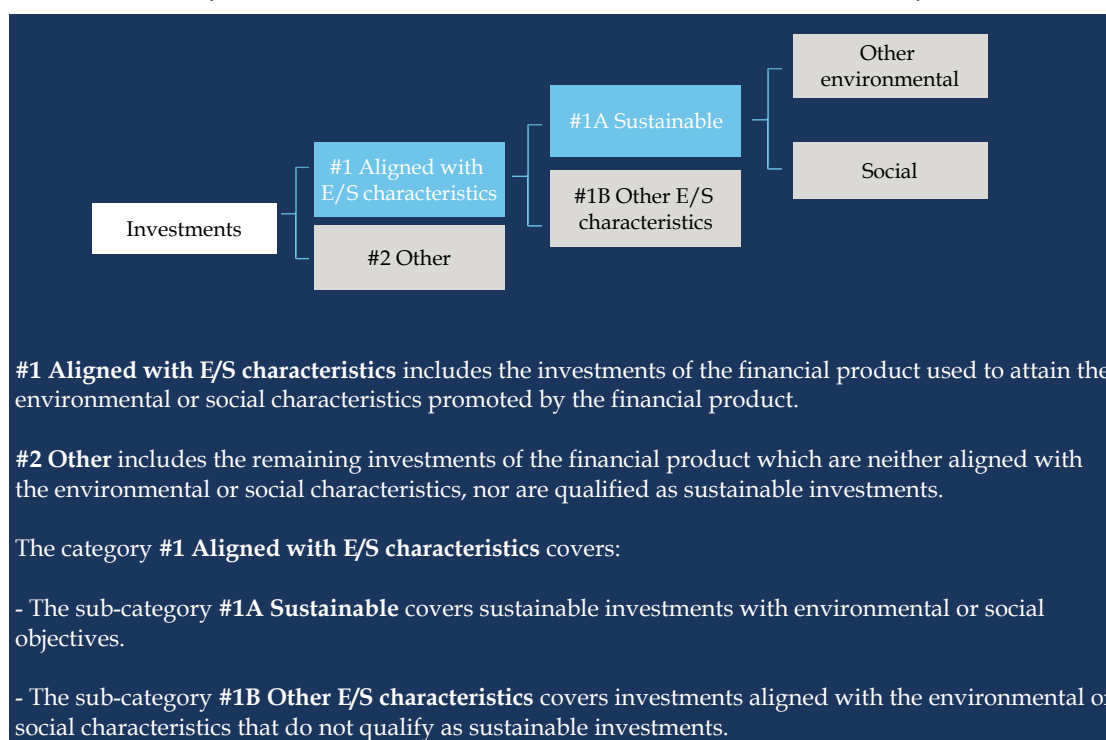 Other
environmental
#1A Sustainable
#1 Aligned with
E/S characteristics
Social
#1B Other E/S
characteristics
Investments
#2 Other
#1 Aligned with E/S characteristics includes the investments of the financial product used to attain the
environmental or social characteristics promoted by the financial product.
#2 Other includes the remaining investments of the financial product which are neither aligned with
the environmental or social characteristics, nor are qualified as sustainable investments.
The category #1 Aligned with E/S characteristics covers:
- The sub-category #1A Sustainable covers sustainable investments with environmental or social
objectives.
- The sub-category #1B Other E/S characteristics covers investments aligned with the environmental or
social characteristics that do not qualify as sustainable investments.